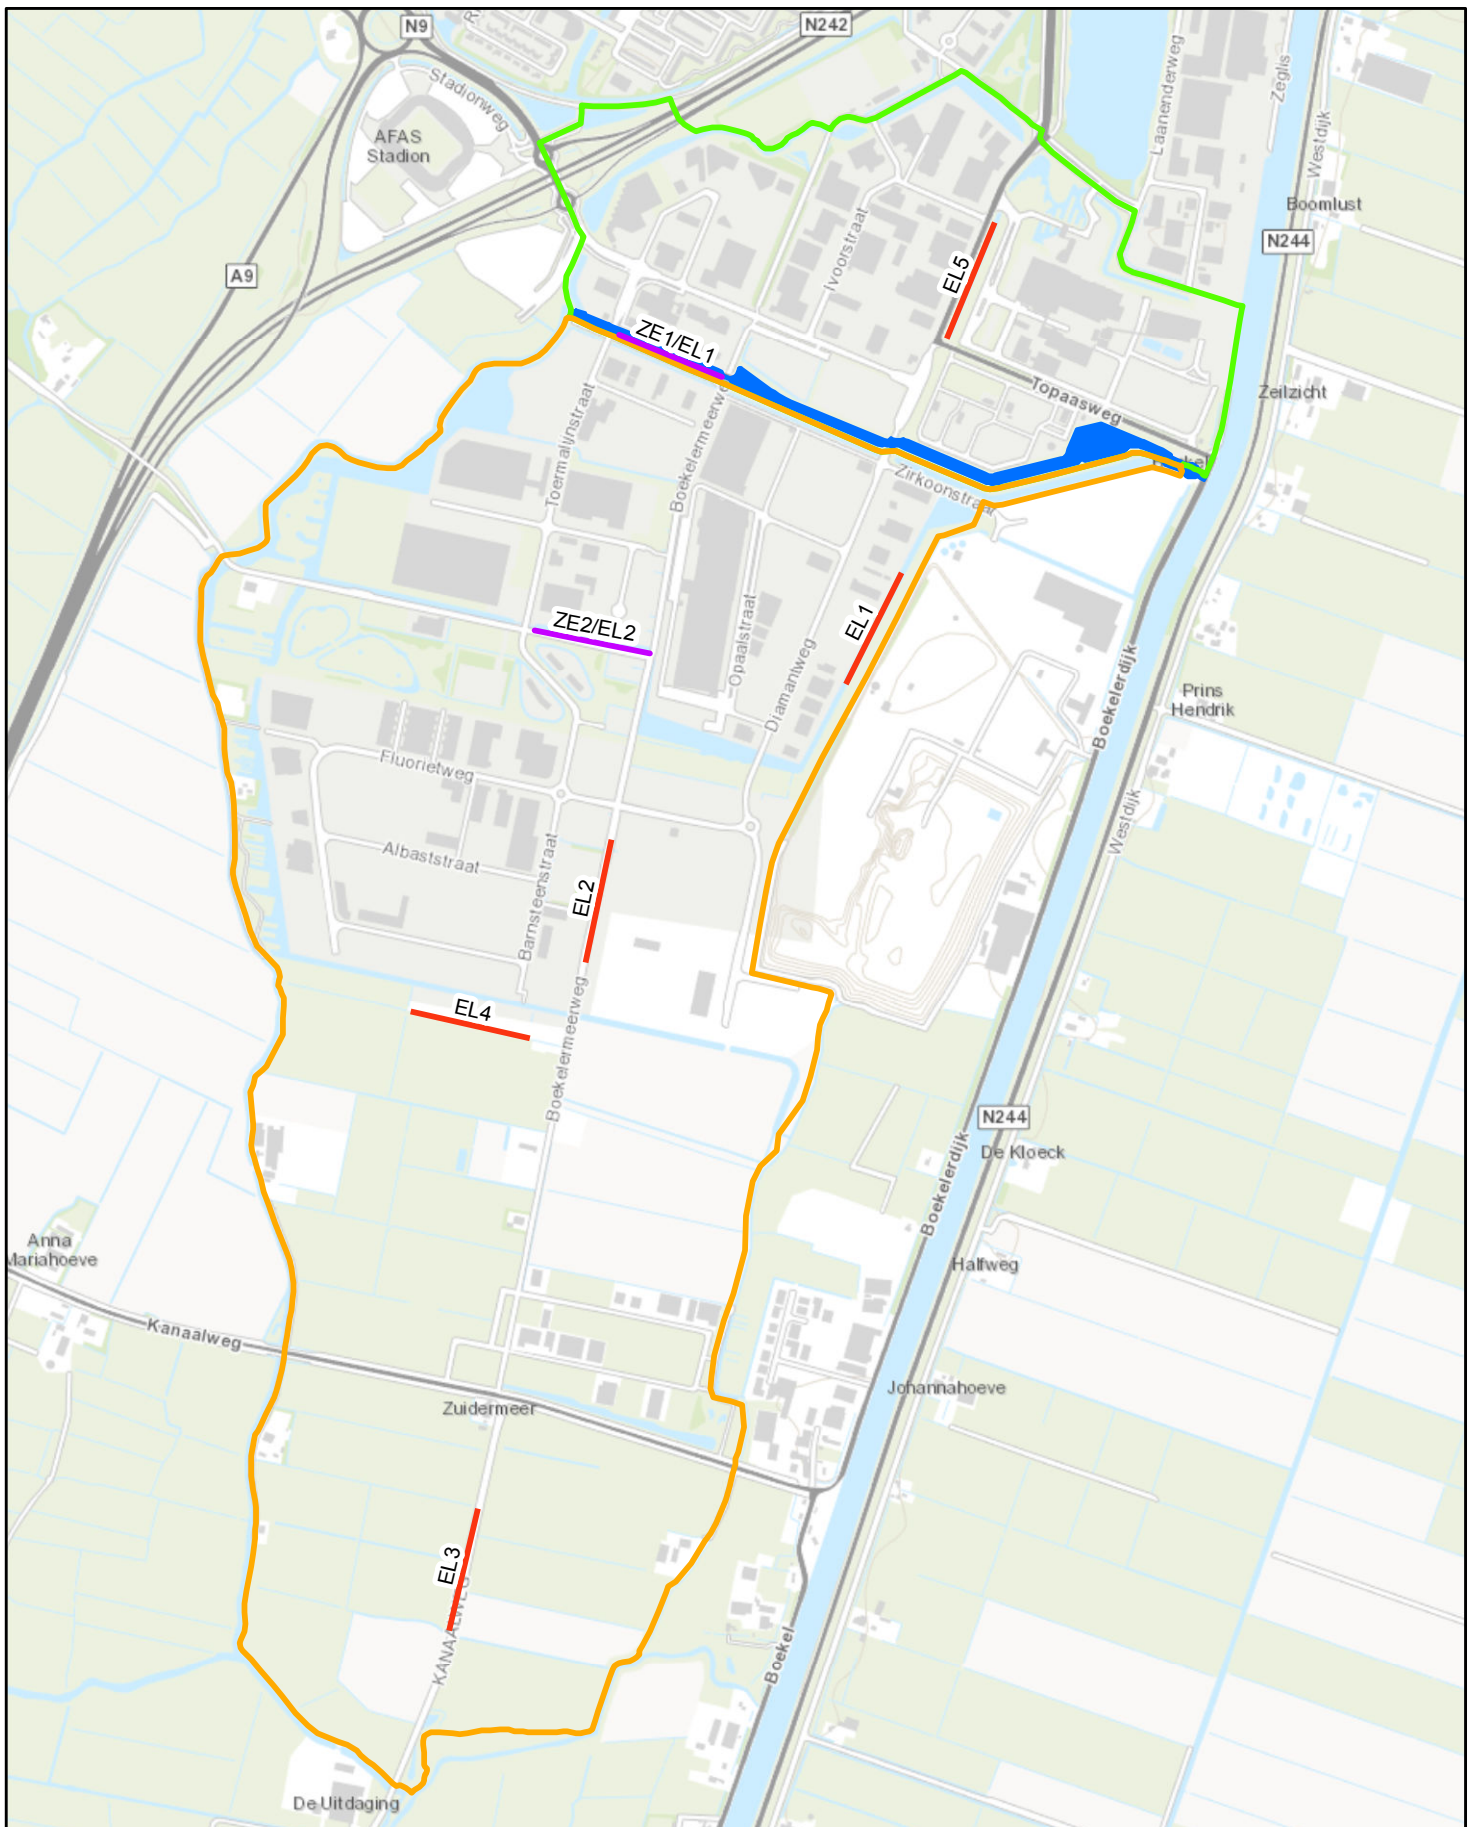 N9
N242
Stadionweg
AFAS
Stadion
A9
Laanenderweg
Zeglis
Westdijk
Boomlust
N244
Ivoorstraat
EL5
ZE1/EL1
Topaasweg
Zeilzicht
Toermalijnstraat
Boekelermeerweg
Zirkoonstraat
EL1
ZE2/EL2
Opaalstraat
Diamantweg
Boekelerdijk
Prins
Hendrik
Westdijk
Fluorietweg
Albaststraat
Barnsteenstraat
EL2
EL4
Boekelermeerweg
N244
De Kloeck
Boekelerdijk
Anna
Mariahoeve
Halfweg
Kanaalweg
Johannahoeve
Zuidermeer
EL3
KANAALWEG
Boekel
De Uitdaging